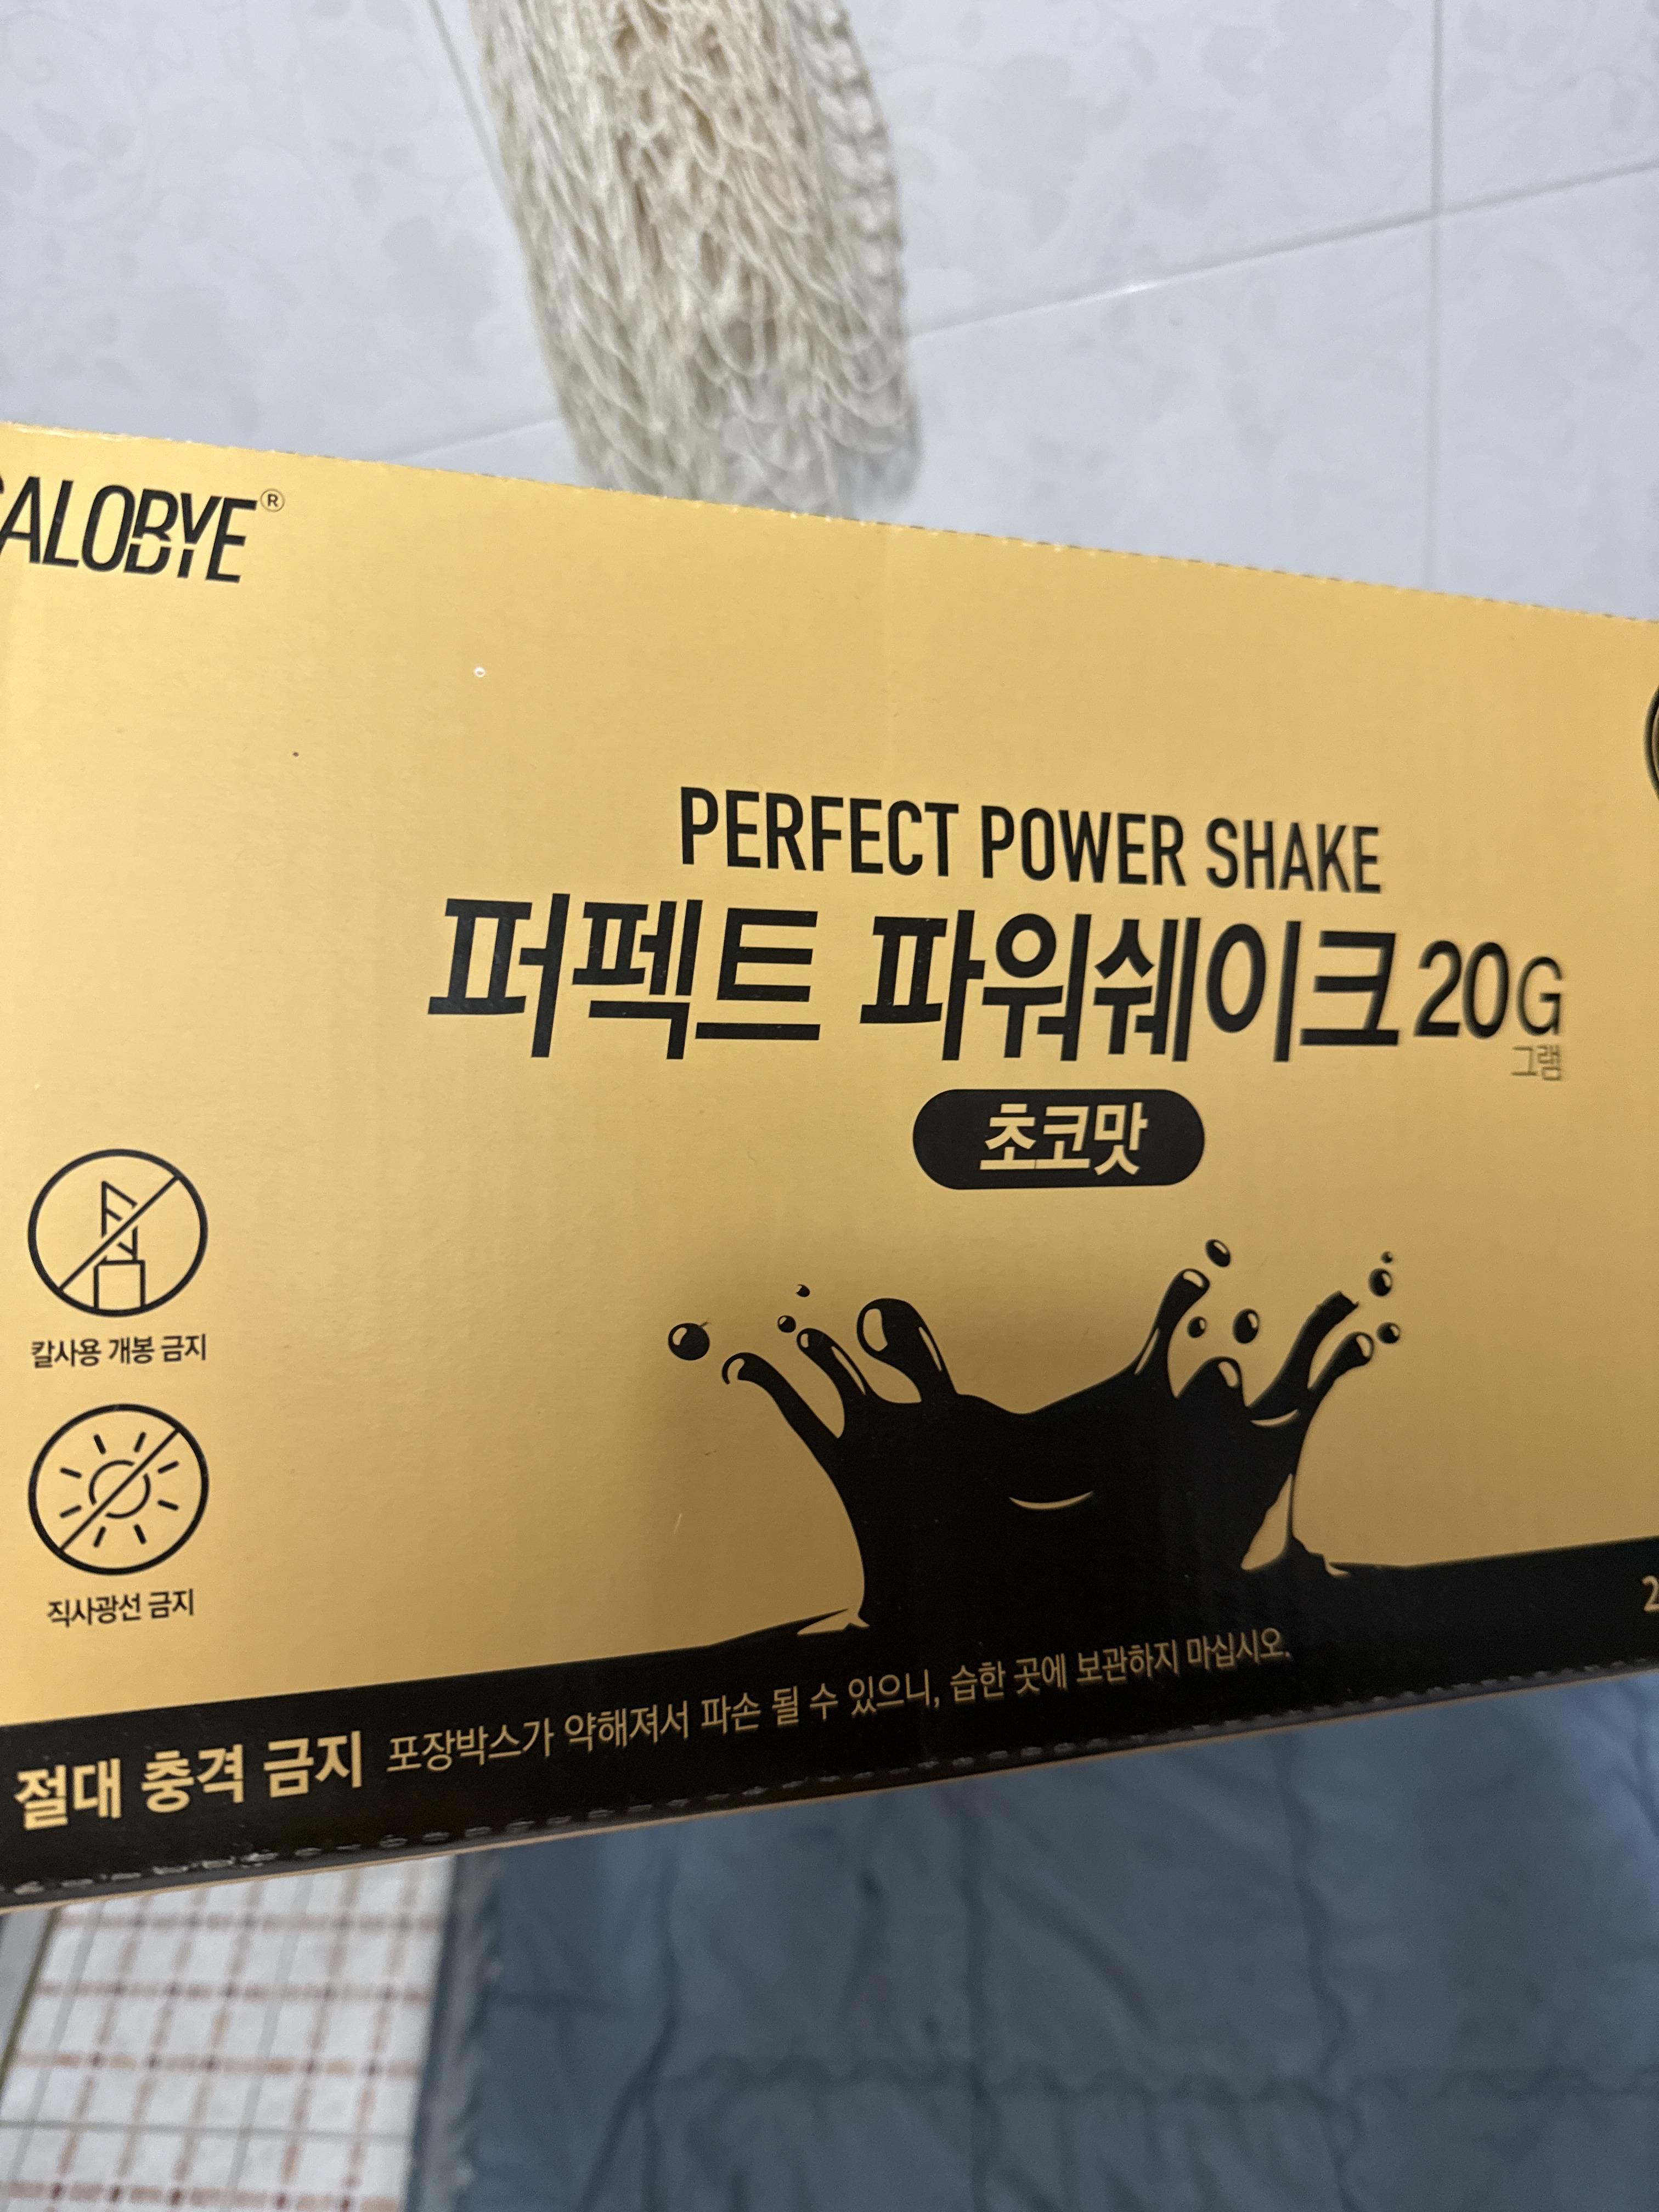 ALOBYE®
PERFECT POWER SHAKE
퍼펙트 파워쉐이크 20G
그램
초코맛
칼사용 개봉 금지
직사광선 금지
절대 충격 금지 포장박스가 약해져서 파손 될 수 있으니, 습한 곳에 보관하지 마십시오.